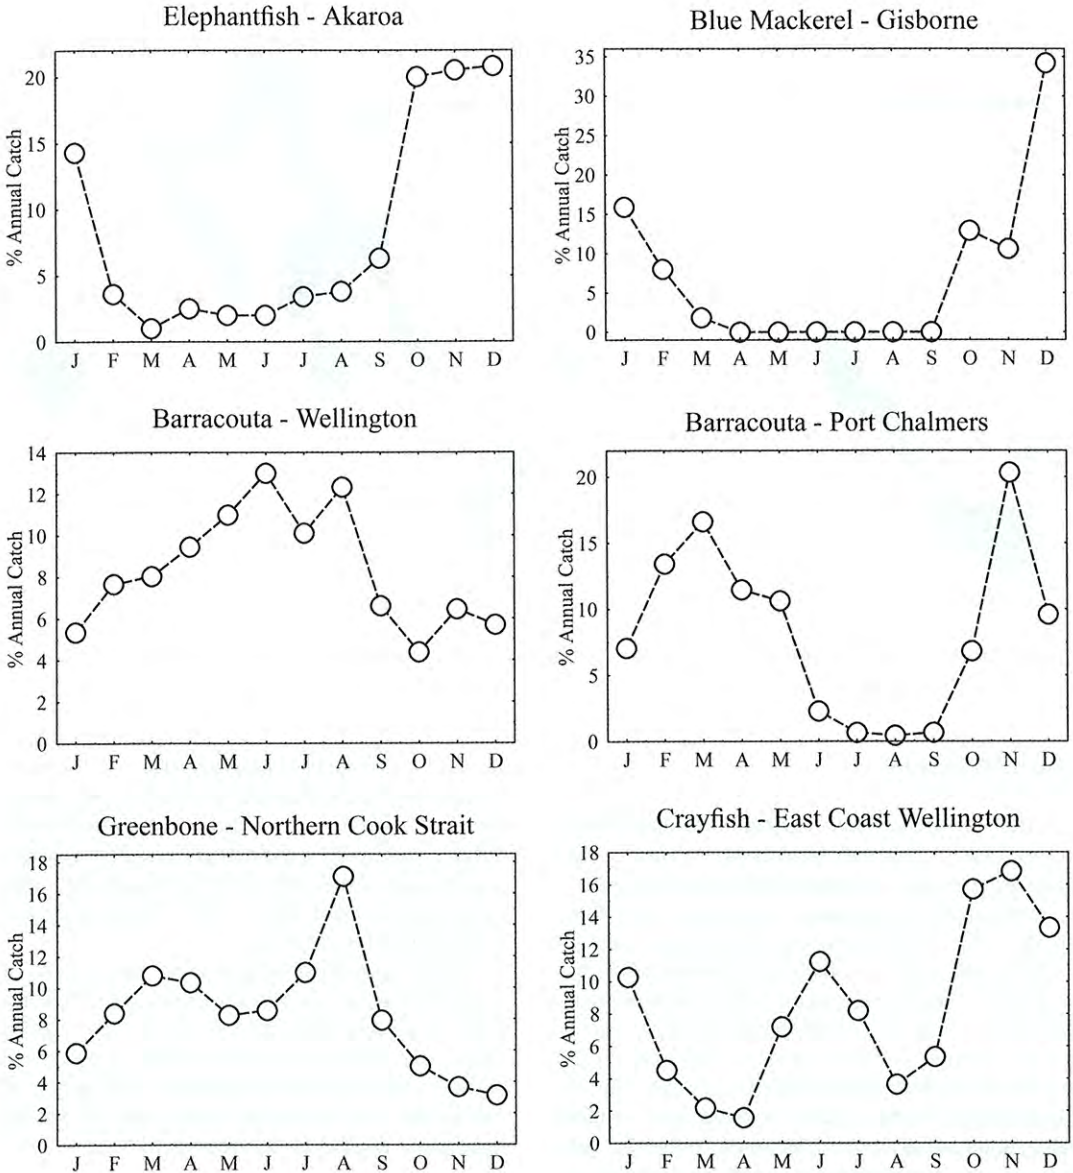 Elephantfish - Akaroa
% Annual Catch
20
15
10
5
0
J F M A M J J A S O N D
Blue Mackerel - Gisborne
% Annual Catch
35
30
25
20
15
10
5
0
J F M A M J J A S O N D
Barracouta - Wellington
% Annual Catch
14
12
10
8
6
4
2
0
J F M A M J J A S O N D
Barracouta - Port Chalmers
% Annual Catch
20
15
10
5
0
J F M A M J J A S O N D
Greenbone - Northern Cook Strait
% Annual Catch
18
16
14
12
10
8
6
4
2
0
J F M A M J J A S O N D
Crayfish - East Coast Wellington
% Annual Catch
18
16
14
12
10
8
6
4
2
0
J F M A M J J A S O N D